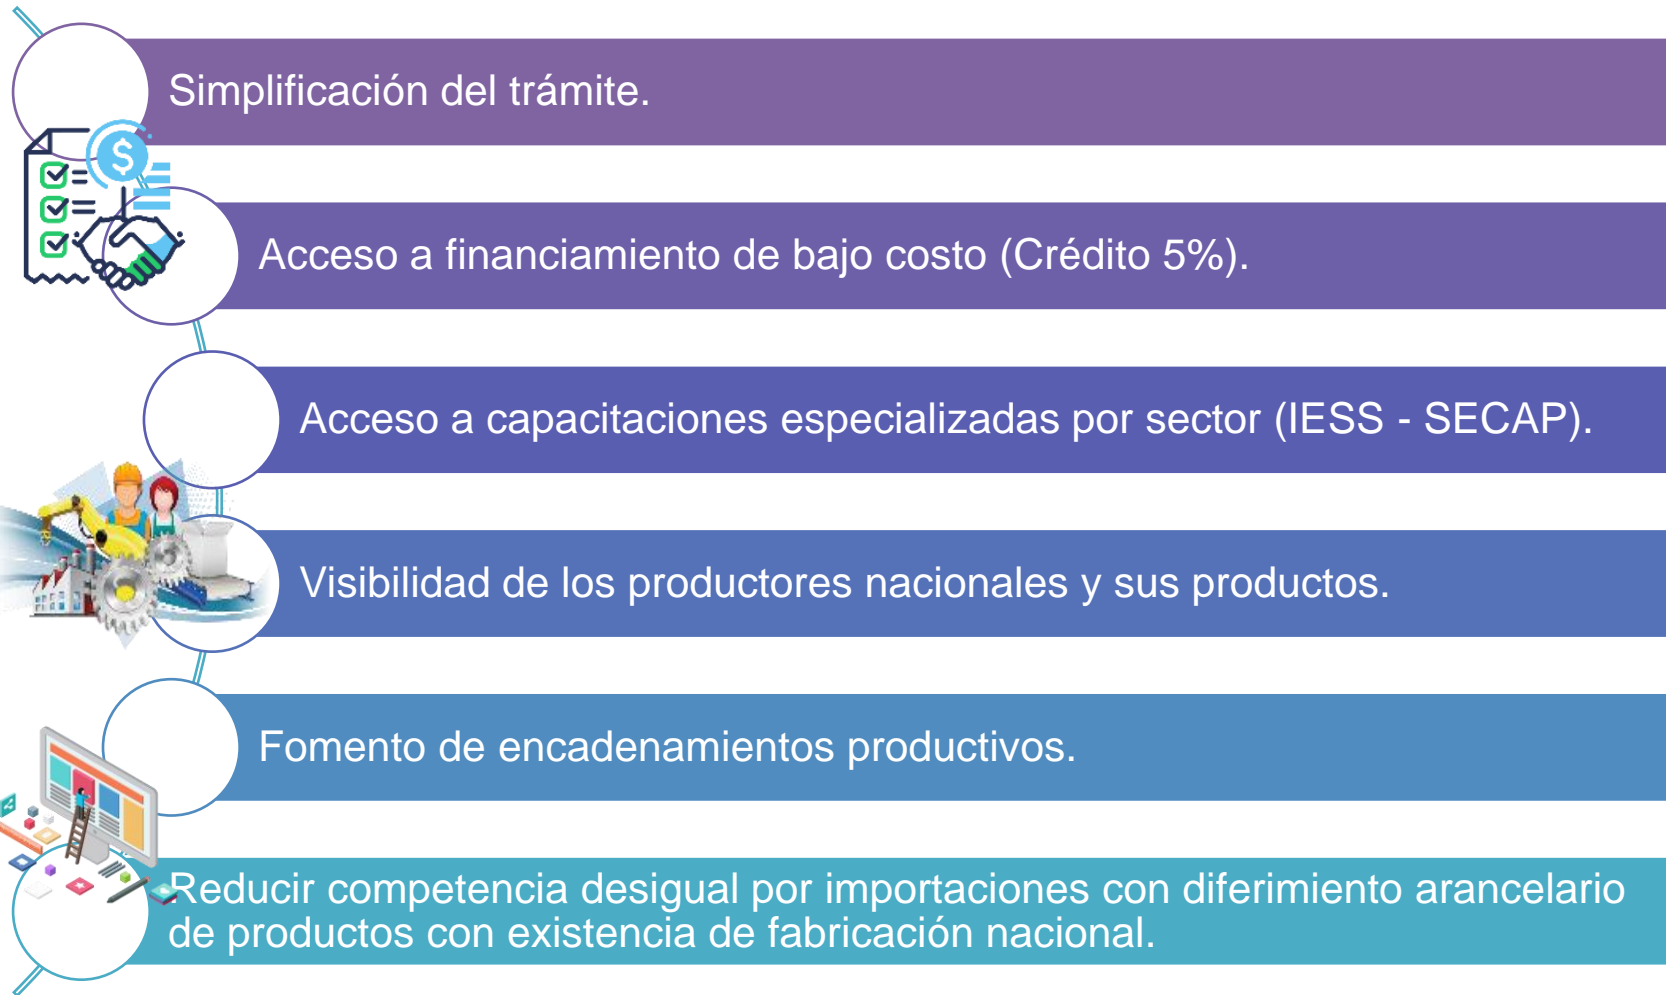 Simplificación del trámite.
Acceso a financiamiento de bajo costo (Crédito 5%).
Acceso a capacitaciones especializadas por sector (IESS - SECAP).
Visibilidad de los productores nacionales y sus productos.
Fomento de encadenamientos productivos.
Reducir competencia desigual por importaciones con diferimiento arancelario
de productos con existencia de fabricación nacional.